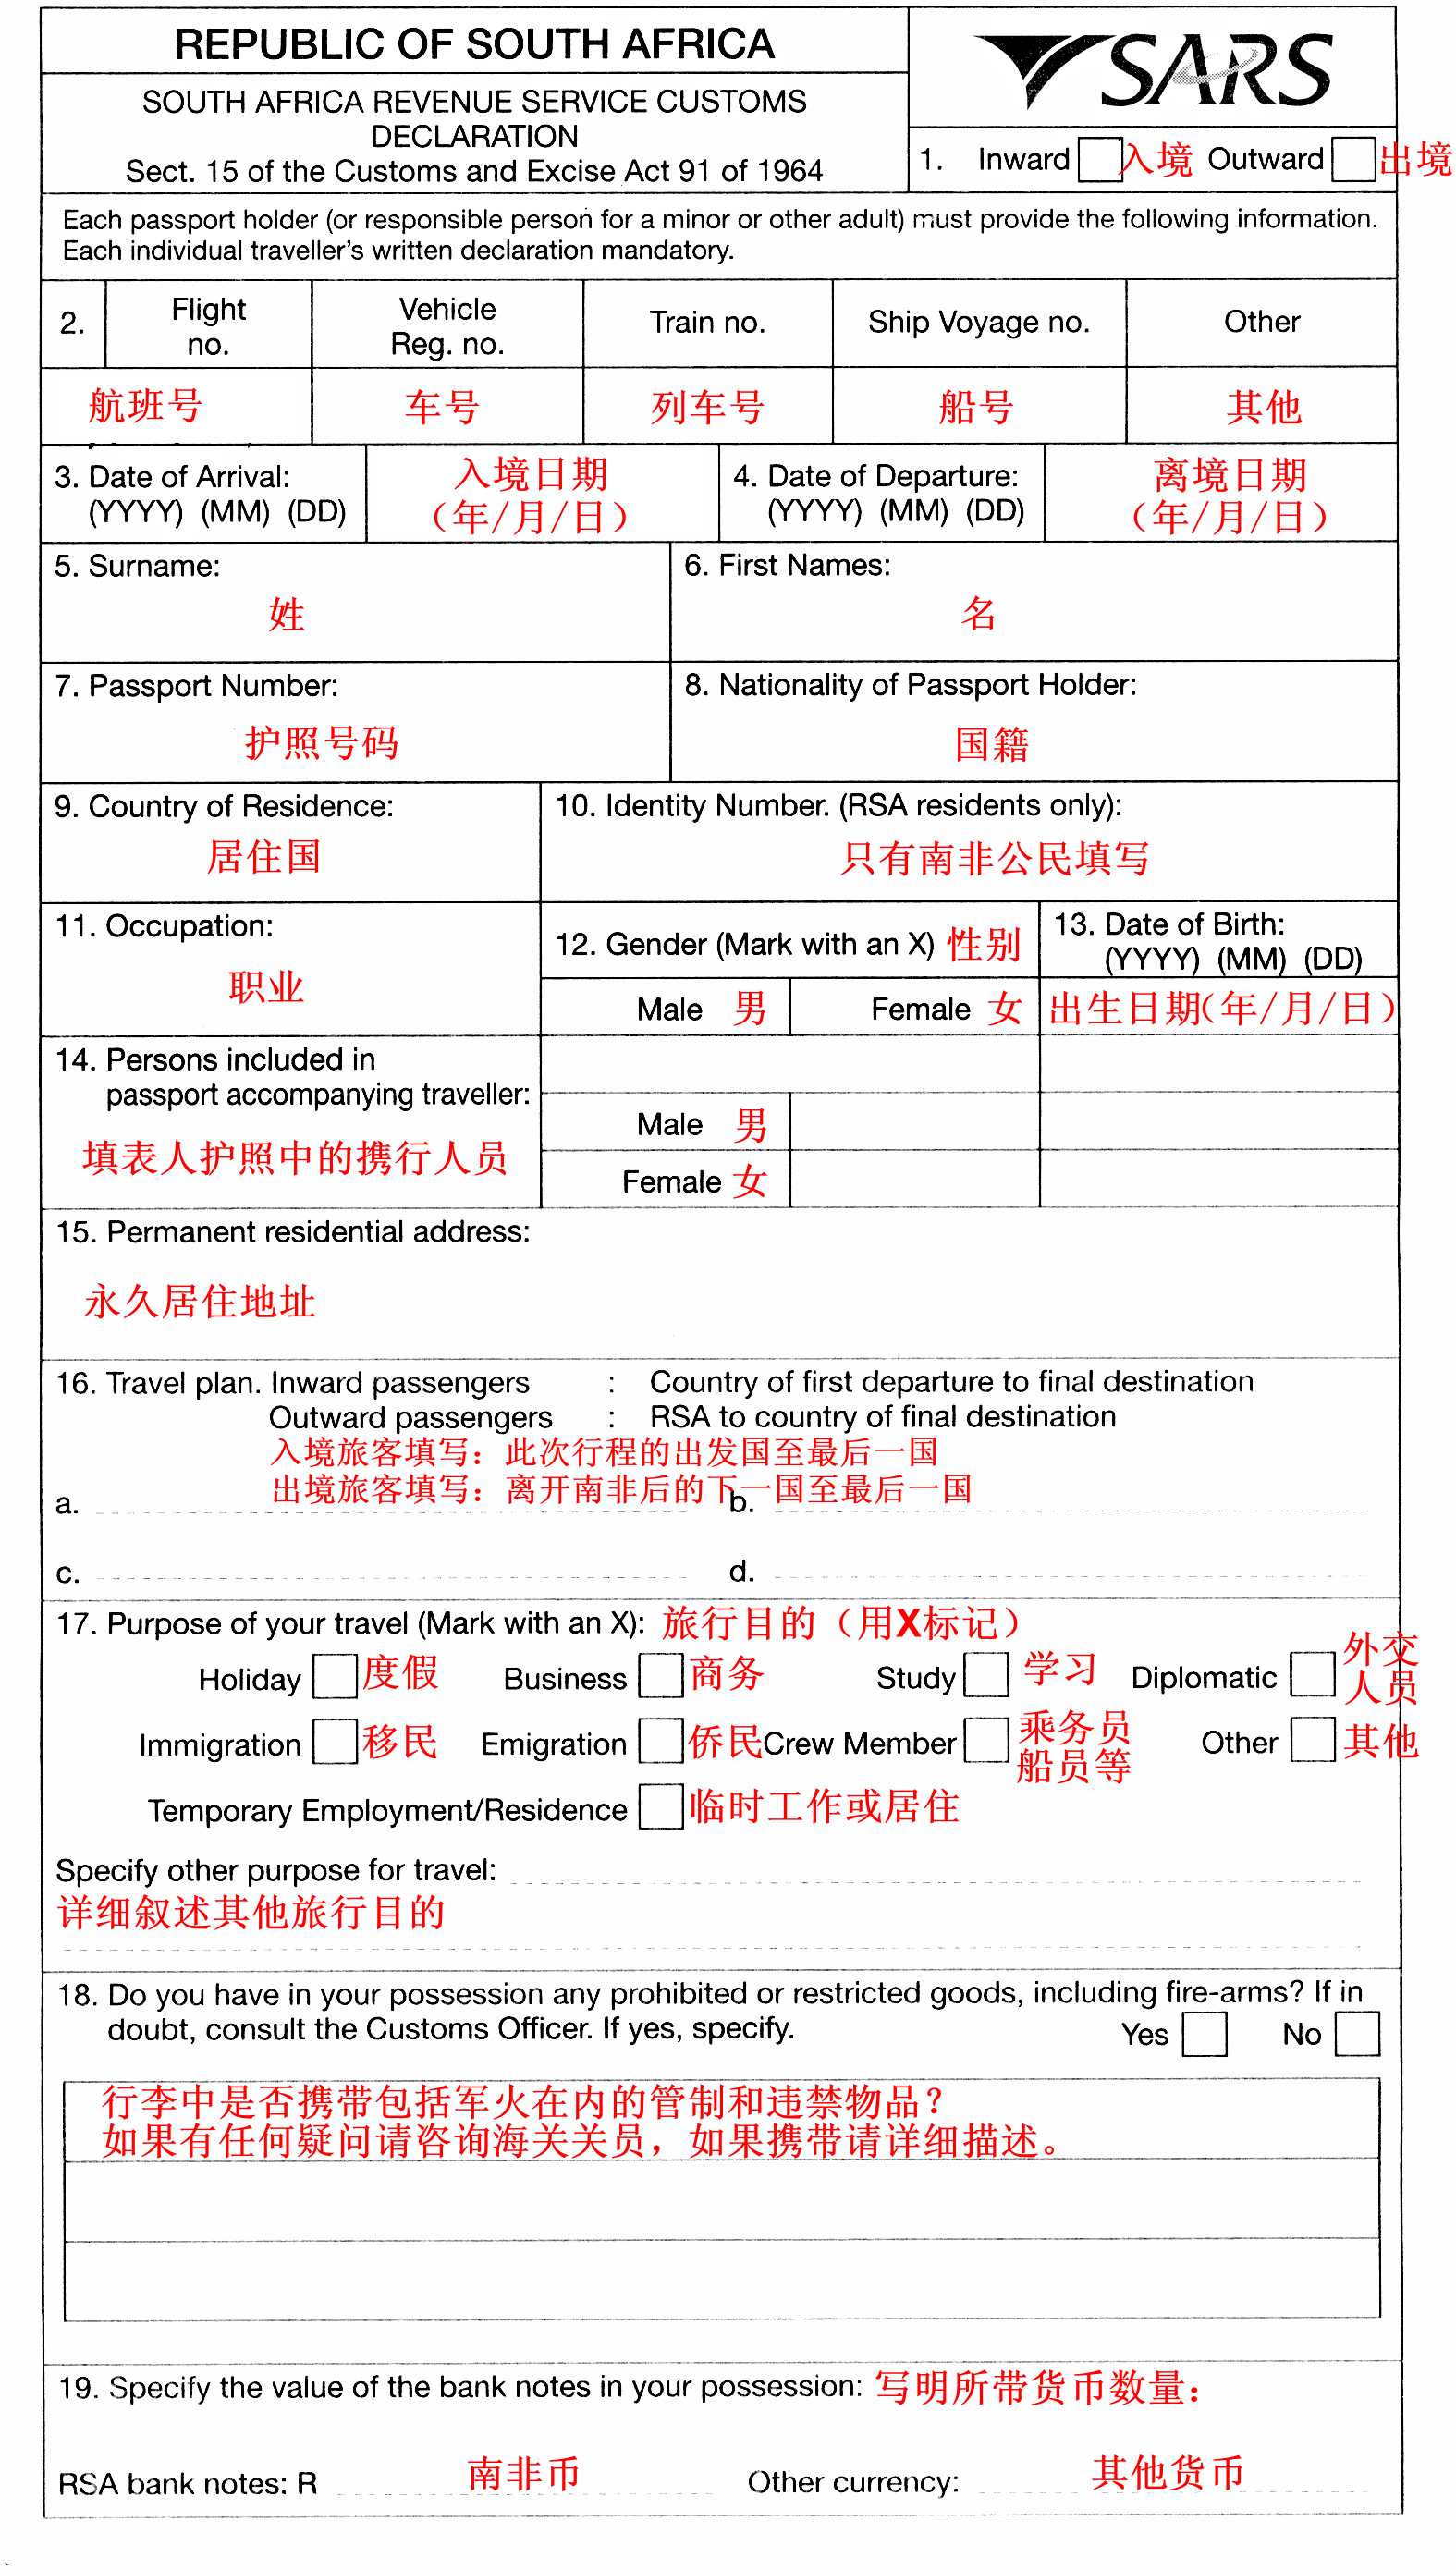 REPUBLIC OF SOUTH AFRICA
SARS
SOUTH AFRICA REVENUE SERVICE CUSTOMS
DECLARATION
Sect. 15 of the Customs and Excise Act 91 of 1964
1. Inward 入境 Outward 出境
Each passport holder (or responsible person for a minor or other adult) must provide the following information.
Each individual traveller's written declaration mandatory.
2. Flight no. Vehicle Reg. no. Train no. Ship Voyage no. Other
航班号 车号 列车号 船号 其他
3. Date of Arrival: 入境日期 4. Date of Departure: 离境日期
(YYYY) (MM) (DD) (年/月/日) (YYYY) (MM) (DD) (年/月/日)
5. Surname: 6. First Names:
姓 名
7. Passport Number: 8. Nationality of Passport Holder:
护照号码 国籍
9. Country of Residence: 10. Identity Number. (RSA residents only):
居住国 只有南非公民填写
11. Occupation:
职业
12. Gender (Mark with an X) 性别
13. Date of Birth:
(YYYY) (MM) (DD)
Male 男 Female 女 出生日期(年/月/日)
14. Persons included in
passport accompanying traveller:
填表人护照中的携行人员
Male 男
Female 女
15. Permanent residential address:
永久居住地址
16. Travel plan. Inward passengers : Country of first departure to final destination
Outward passengers : RSA to country of final destination
入境旅客填写：此次行程的出发国至最后一国
出境旅客填写：离开南非后的下一国至最后一国
a. b.
c. d.
17. Purpose of your travel (Mark with an X): 旅行目的（用X标记）
Holiday 度假 Business 商务 Study 学习 Diplomatic 外交人员
Immigration 移民 Emigration 侨民 Crew Member 乘务员船员等 Other 其他
Temporary Employment/Residence 临时工作或居住
Specify other purpose for travel:
详细叙述其他旅行目的
18. Do you have in your possession any prohibited or restricted goods, including fire-arms? If in
doubt, consult the Customs Officer. If yes, specify. Yes No
行李中是否携带包括军火在内的管制和违禁物品？
如果有任何疑问请咨询海关关员，如果携带请详细描述。
19. Specify the value of the bank notes in your possession: 写明所带货币数量：
RSA bank notes: R 南非币 Other currency: 其他货币